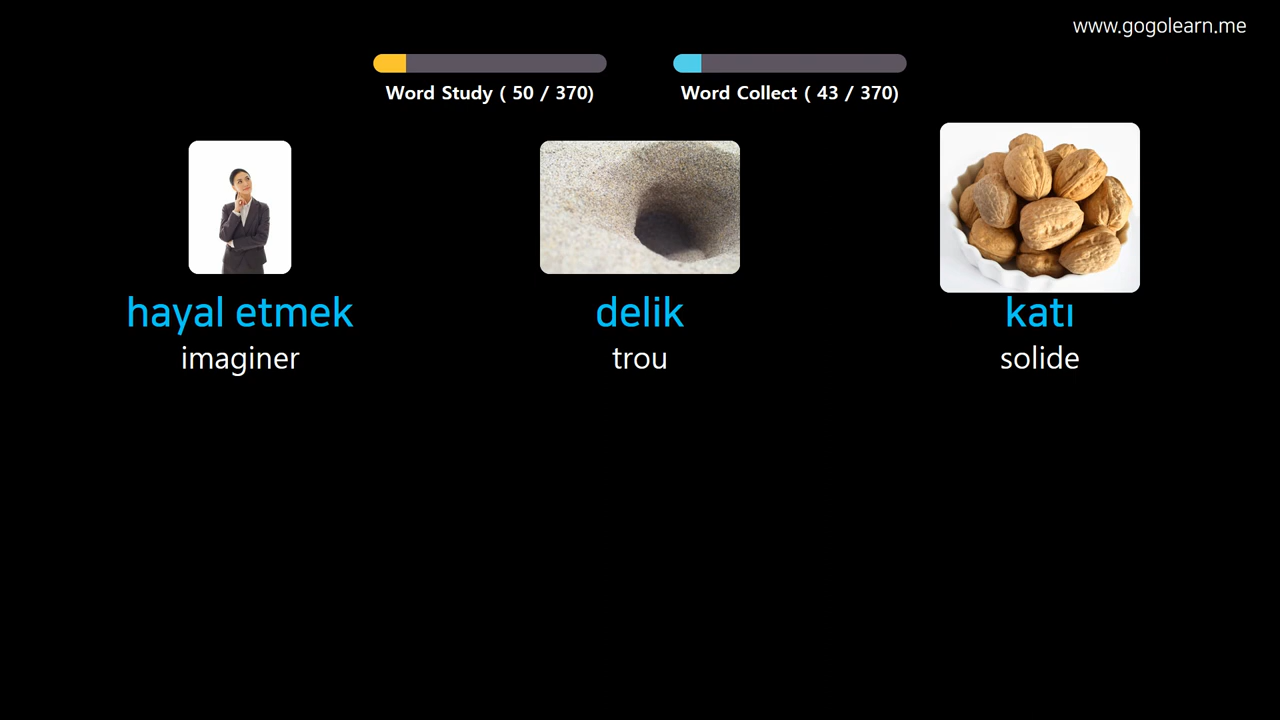 www.gogolearn.me
Word Study ( 50 / 370)
Word Collect ( 43 / 370)
hayal etmek
imaginer
delik
trou
katı
solide